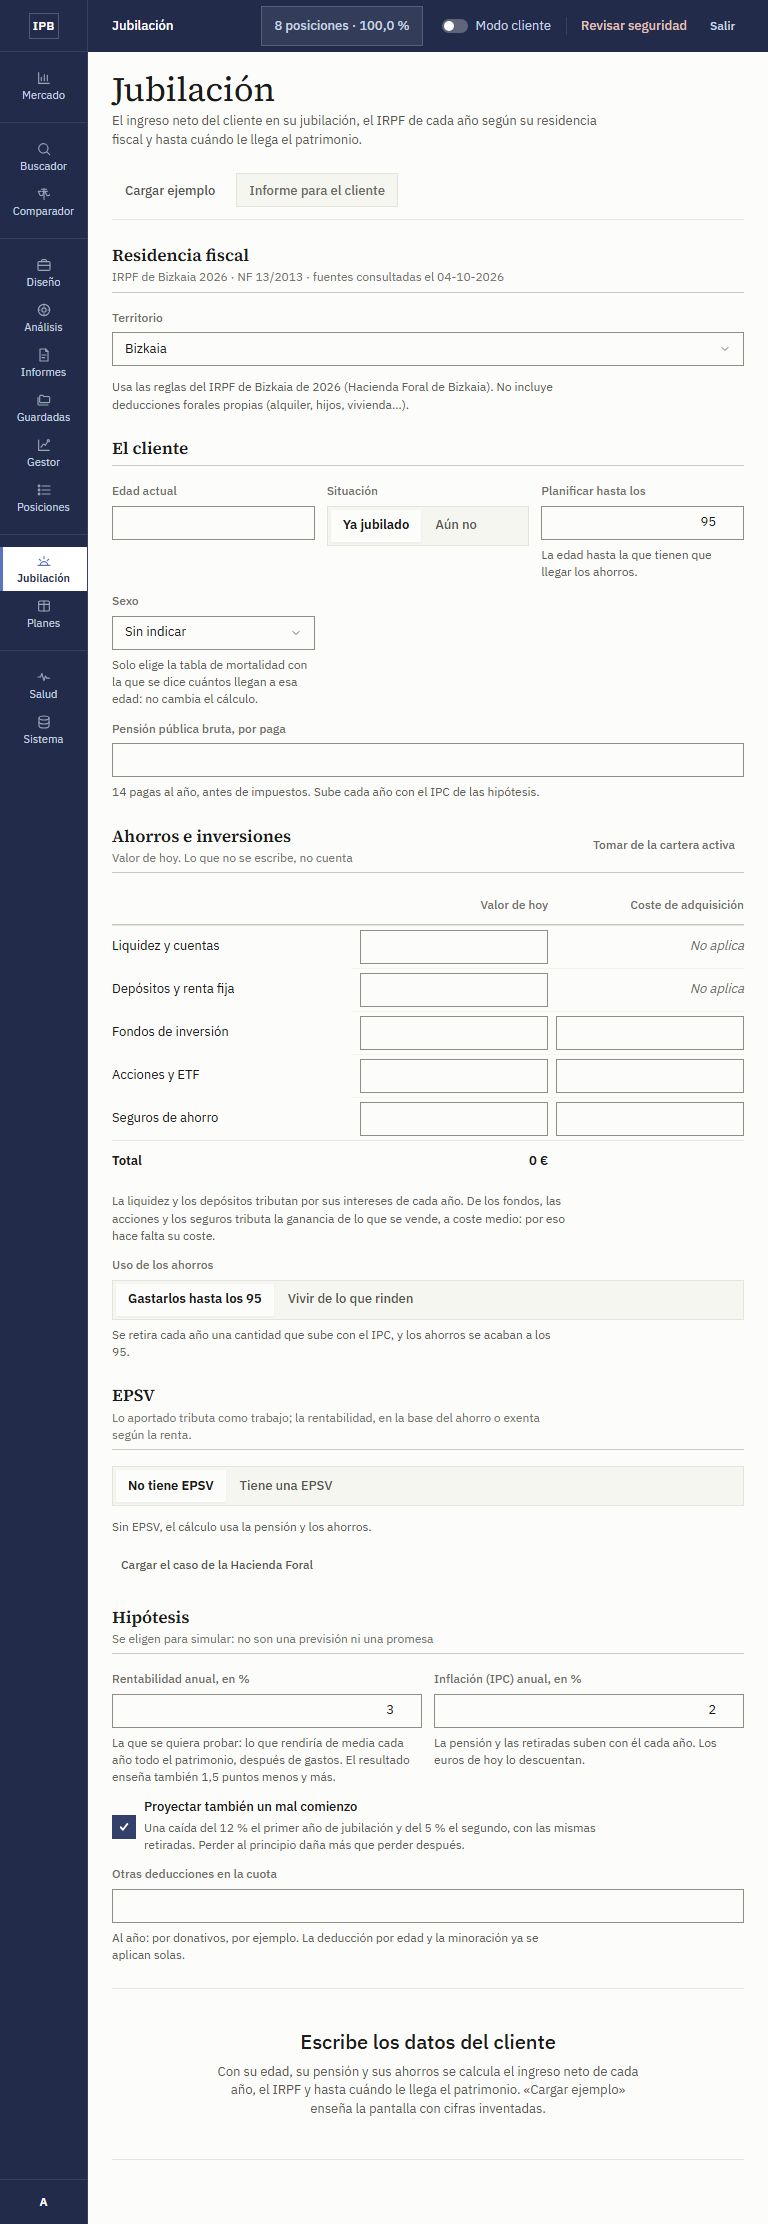 IPB
Jubilación
8 posiciones · 100,0 %
Modo cliente
Revisar seguridad
Salir
Mercado
Buscador
Comparador
Diseño
Análisis
Informes
Guardadas
Gestor
Posiciones
Jubilación
Planes
Salud
Sistema
A
Jubilación
El ingreso neto del cliente en su jubilación, el IRPF de cada año según su residencia
fiscal y hasta cuándo le llega el patrimonio.
Cargar ejemplo
Informe para el cliente
Residencia fiscal
IRPF de Bizkaia 2026 · NF 13/2013 · fuentes consultadas el 04-10-2026
Territorio
Bizkaia
Usa las reglas del IRPF de Bizkaia de 2026 (Hacienda Foral de Bizkaia). No incluye
deducciones forales propias (alquiler, hijos, vivienda…).
El cliente
Edad actual
Situación
Planificar hasta los
Ya jubilado
Aún no
95
La edad hasta la que tienen que
llegar los ahorros.
Sexo
Sin indicar
Solo elige la tabla de mortalidad con
la que se dice cuántos llegan a esa
edad: no cambia el cálculo.
Pensión pública bruta, por paga
14 pagas al año, antes de impuestos. Sube cada año con el IPC de las hipótesis.
Ahorros e inversiones
Valor de hoy. Lo que no se escribe, no cuenta
Tomar de la cartera activa
Valor de hoy
Coste de adquisición
Liquidez y cuentas
No aplica
Depósitos y renta fija
No aplica
Fondos de inversión
Acciones y ETF
Seguros de ahorro
Total
0 €
La liquidez y los depósitos tributan por sus intereses de cada año. De los fondos, las
acciones y los seguros tributa la ganancia de lo que se vende, a coste medio: por eso
hace falta su coste.
Uso de los ahorros
Gastarlos hasta los 95
Vivir de lo que rinden
Se retira cada año una cantidad que sube con el IPC, y los ahorros se acaban a los
95.
EPSV
Lo aportado tributa como trabajo; la rentabilidad, en la base del ahorro o exenta
según la renta.
No tiene EPSV
Tiene una EPSV
Sin EPSV, el cálculo usa la pensión y los ahorros.
Cargar el caso de la Hacienda Foral
Hipótesis
Se eligen para simular: no son una previsión ni una promesa
Rentabilidad anual, en %
Inflación (IPC) anual, en %
3
2
La que se quiera probar: lo que rendiría de media cada
año todo el patrimonio, después de gastos. El resultado
enseña también 1,5 puntos menos y más.
La pensión y las retiradas suben con él cada año. Los
euros de hoy lo descuentan.
Proyectar también un mal comienzo
Una caída del 12 % el primer año de jubilación y del 5 % el segundo, con las mismas
retiradas. Perder al principio daña más que perder después.
Otras deducciones en la cuota
Al año: por donativos, por ejemplo. La deducción por edad y la minoración ya se
aplican solas.
Escribe los datos del cliente
Con su edad, su pensión y sus ahorros se calcula el ingreso neto de cada
año, el IRPF y hasta cuándo le llega el patrimonio. «Cargar ejemplo»
enseña la pantalla con cifras inventadas.